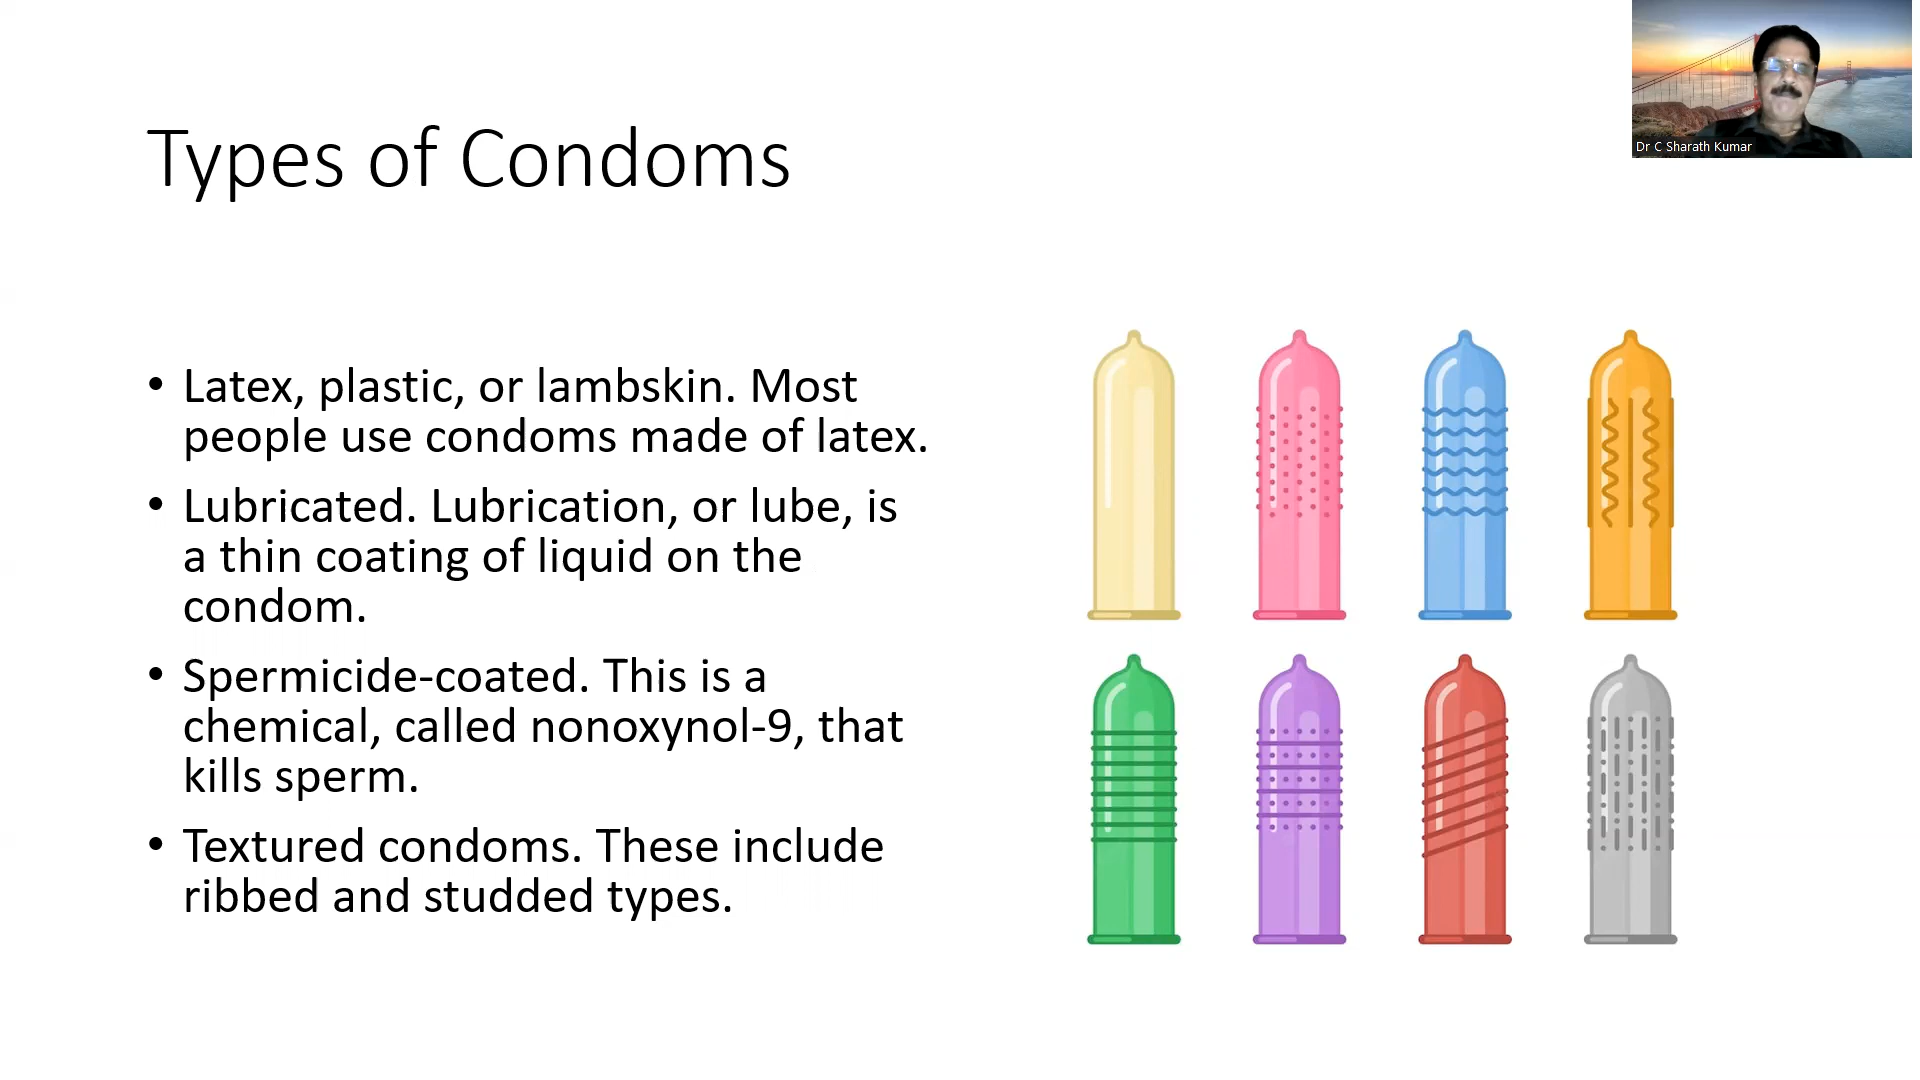 Types of Condoms
Dr C Sharath Kumar
• Latex, plastic, or lambskin. Most
people use condoms made of latex.
• Lubricated. Lubrication, or lube, is
a thin coating of liquid on the
condom.
• Spermicide-coated. This is a
chemical, called nonoxynol-9, that
kills sperm.
• Textured condoms. These include
ribbed and studded types.